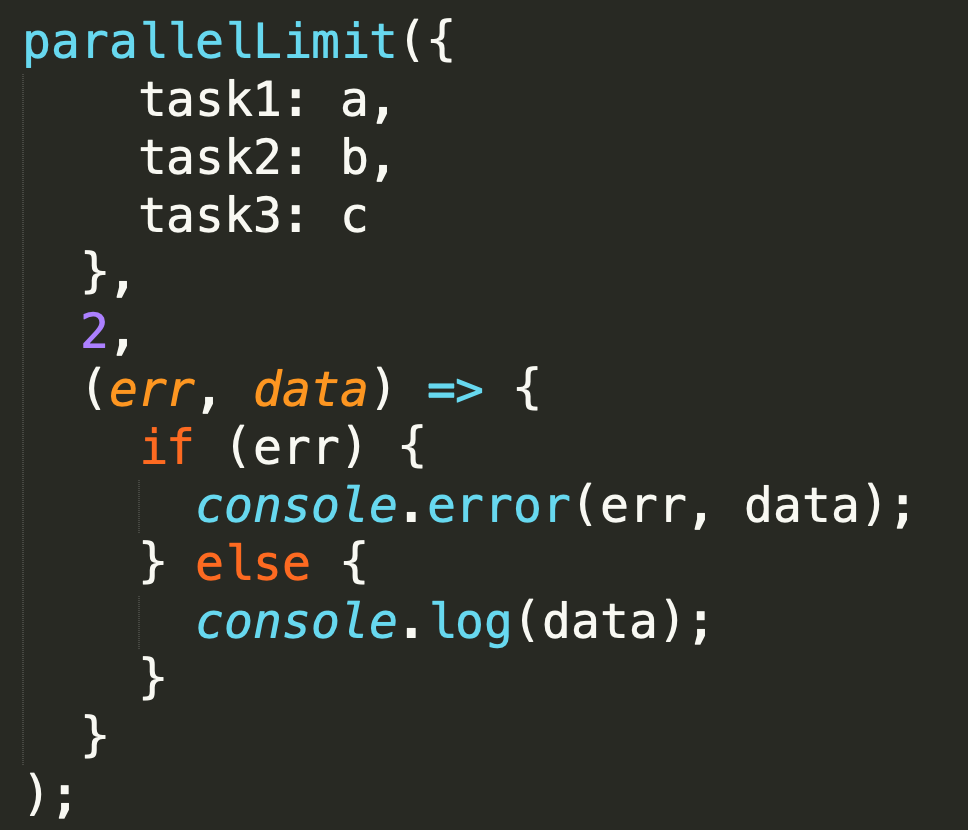 parallelLimit({
    task1: a,
    task2: b,
    task3: c
  },
  2,
  (err, data) => {
    if (err) {
      console.error(err, data);
    } else {
      console.log(data);
    }
  }
);